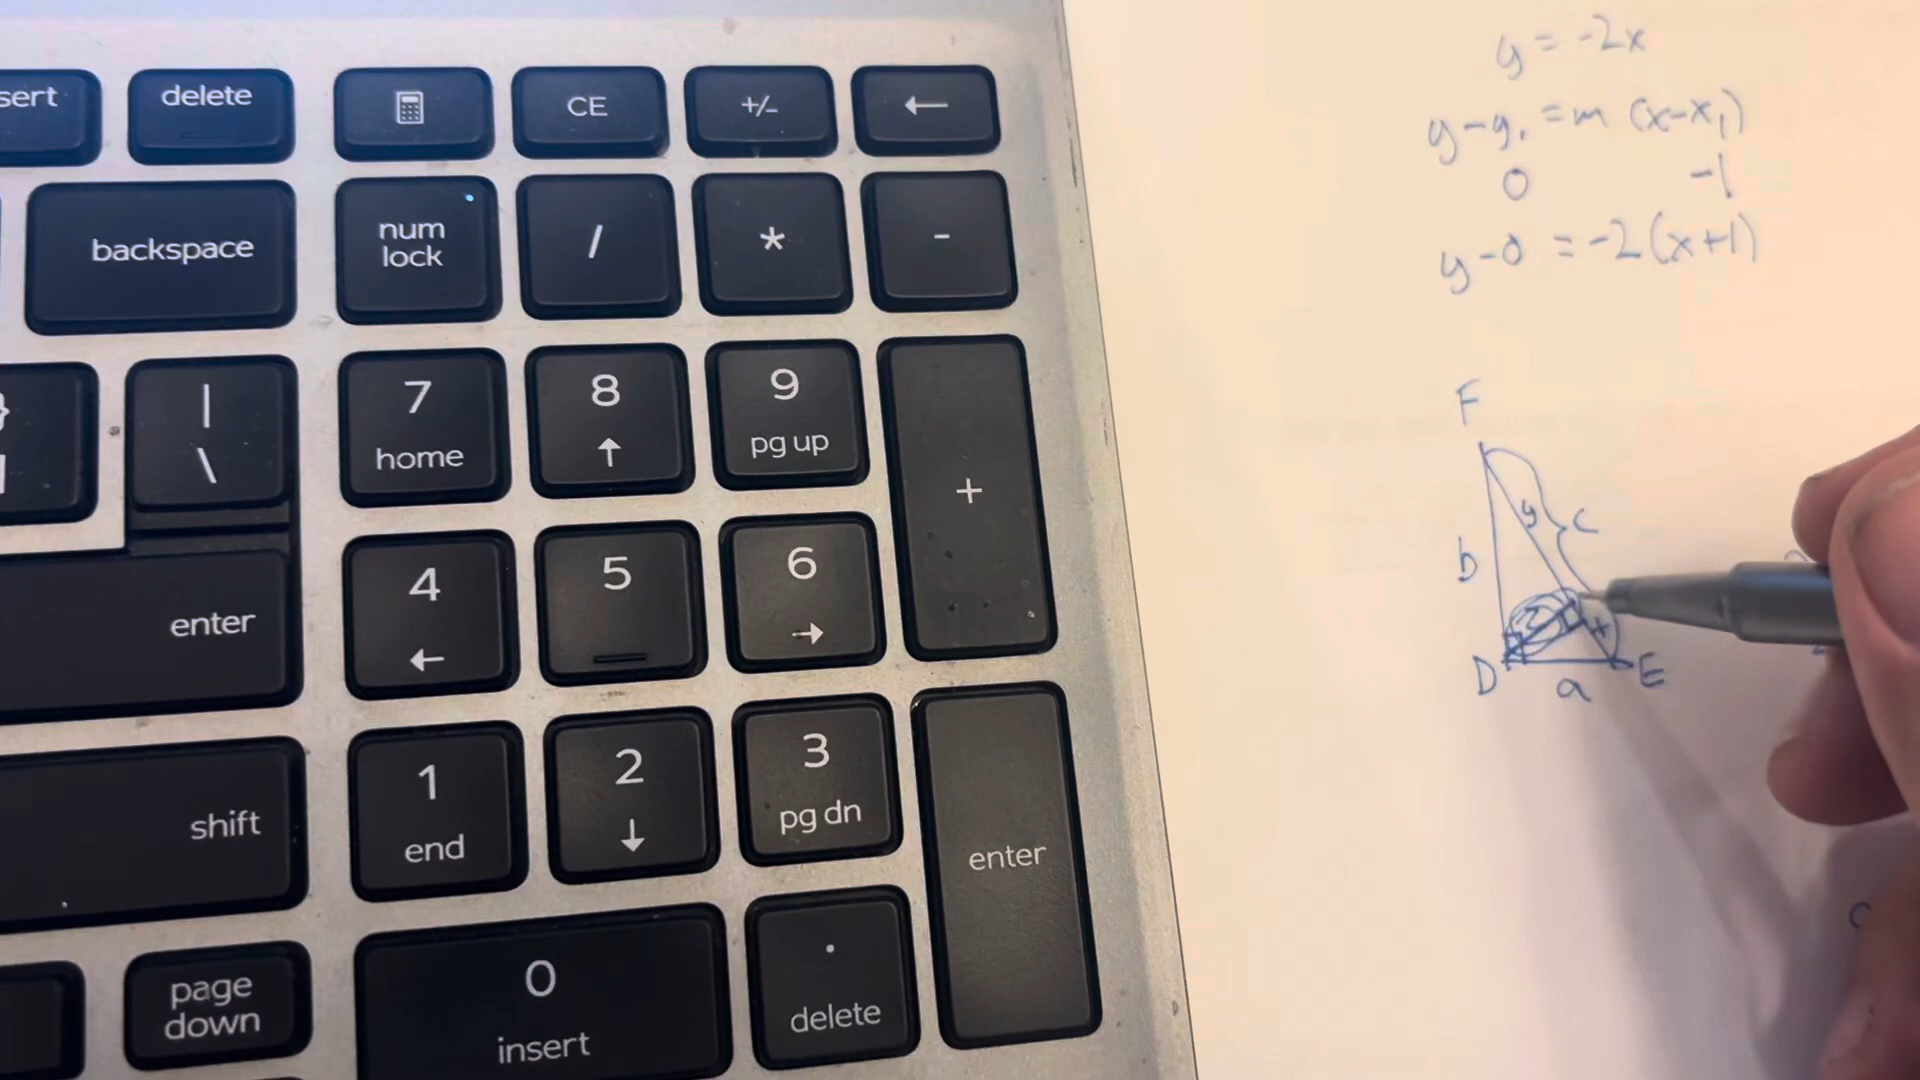 sert
delete
CE
+/-
←
backspace
num
lock
/
*
-
7
home
8
↑
9
pg up
+
|
\
enter
4
←
5
6
→
shift
1
end
2
↓
3
pg dn
enter
page
down
0
insert
.
delete
y = -2x
y - y₁ = m (x-x₁)
0 -1
y - 0 = -2(x+1)
F
y
c
b
x
D
a
E